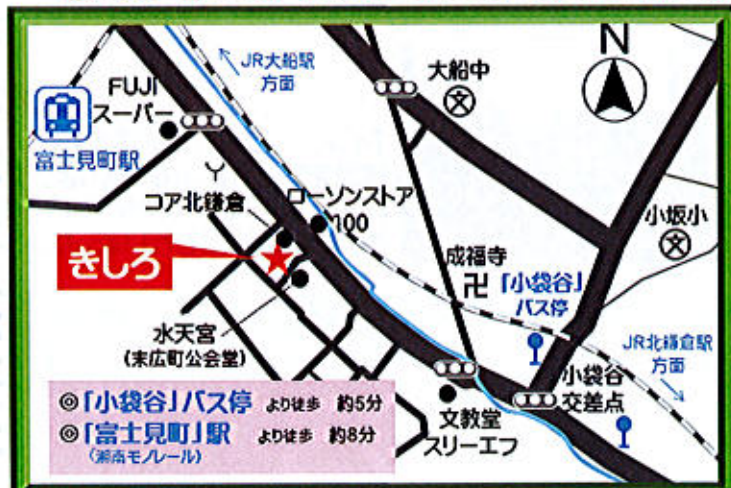 N
JR大船駅
方面
大船中
FUJI
スーパー
富士見町駅
コア北鎌倉
ローソンストア
100
小坂小
きしろ
成福寺
「小袋谷」
バス停
水天宮
(末広町公会堂)
JR北鎌倉駅
方面
小袋谷
交差点
文教堂
スリーエフ
◎「小袋谷」バス停 より徒歩 約5分
◎「富士見町」駅 より徒歩 約8分
(湘南モノレール)